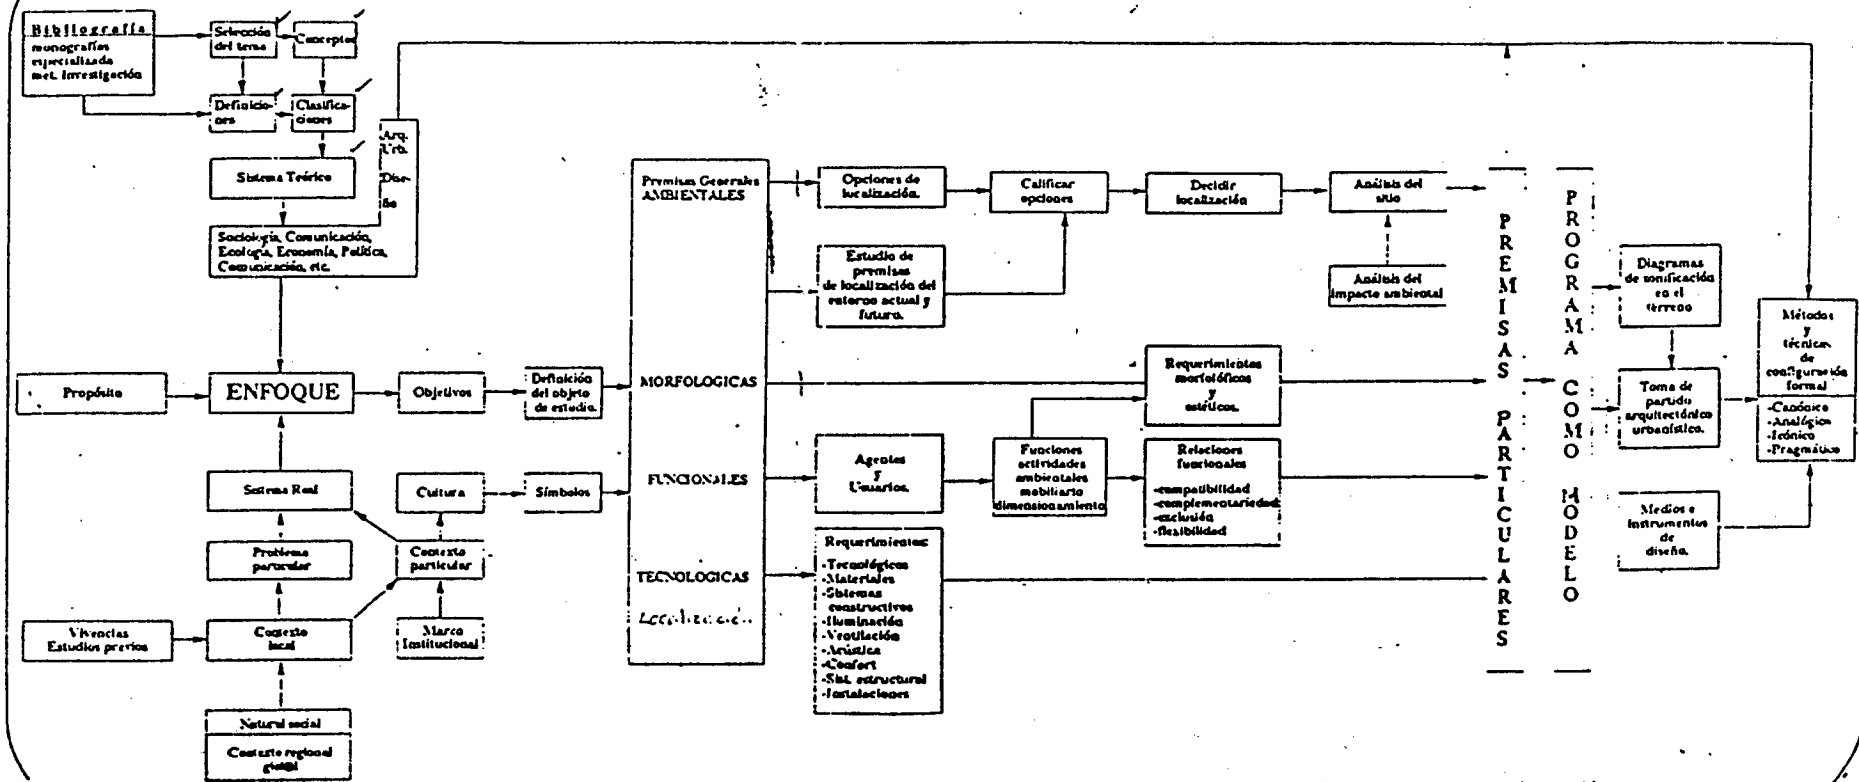 Bibliografía
monografías
especializada
met. Investigación
Selección
del tema
Conceptos
Definicio-
nes
Clasifica-
ciones
Arq.
Urb.
Dise-
ño
Sistema Teórico
Sociología, Comunicación,
Ecología, Economía, Política,
Comunicación, etc.
Propósito
ENFOQUE
Objetivos
Definición
del objeto
de estudio.
Sistema Real
Cultura
Símbolos
Problema
particular
Contexto
particular
Vivencias
Estudios previos
Contexto
local
Marco
Institucional
Natural social
Contexto regional
global
Premisas Generales
AMBIENTALES
MORFOLOGICAS
FUNCIONALES
TECNOLOGICAS
Localización
Opciones de
localización.
Calificar
opciones
Decidir
localización
Análisis del
sitio
Estudio de
premisas
de localización del
entorno actual y
futuro.
Análisis del
impacto ambiental
Requerimientos
morfolóficos
y
estéticos.
Agentes
y
Usuarios.
Funciones
actividades
ambientales
mobiliario
dimensionamiento
Relaciones
funcionales
-compatibilidad
-complementariedad
-exclusión
-flexibilidad
Requerimientos
-Tecnológicos
-Materiales
-Sistemas
constructivos
-Iluminación
-Ventilación
-Acústica
-Confort
-Sist. estructural
-Instalaciones
PREMISAS PARTICULARES
PROGRAMA COMO MODELO
Diagramas
de zonificación
en el
terreno
Toma de
partido
arquitectónico
urbanístico.
Medios e
instrumentos
de
diseño.
Métodos
y
técnicas
de
configuración
formal
-Canónico
-Analógico
-Icónico
-Pragmático